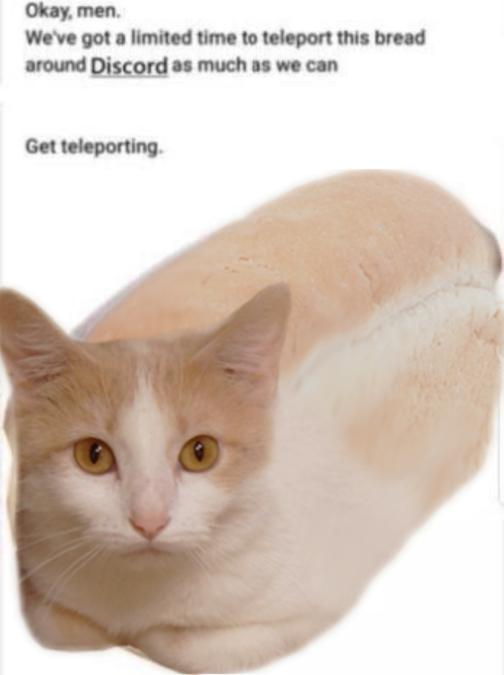 Okay, men.
We've got a limited time to teleport this bread
around Discord as much as we can
Get teleporting.